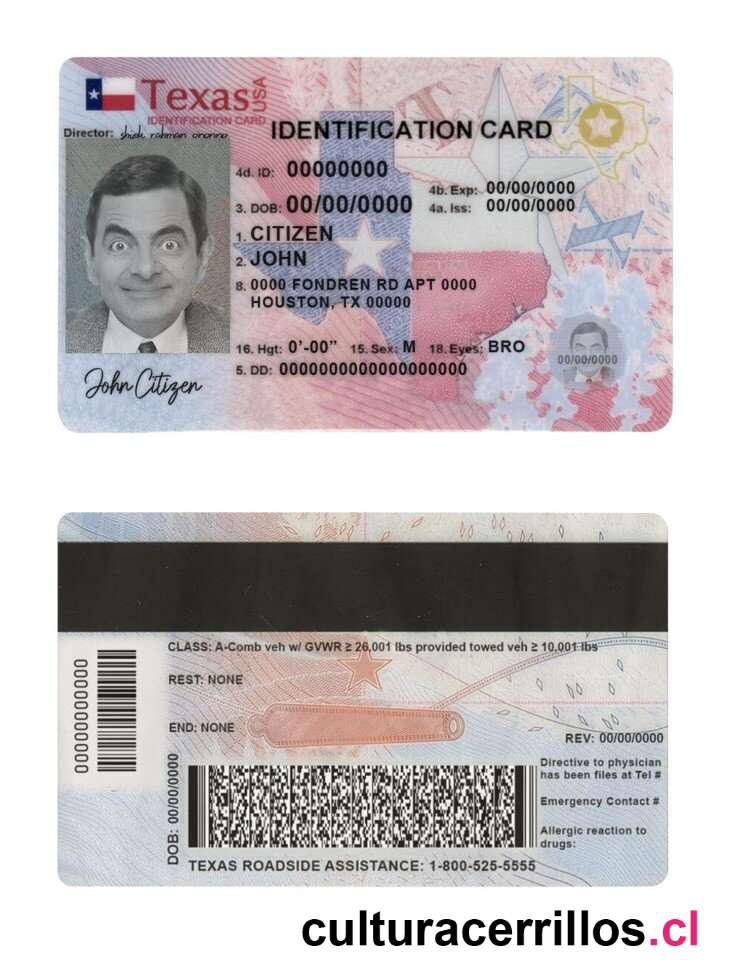 Texas USA
IDENTIFICATION CARD
Director: shiek rahman
IDENTIFICATION CARD
4d. ID: 00000000
4b. Exp: 00/00/0000
3. DOB: 00/00/0000
4a. Iss: 00/00/0000
1. CITIZEN
2. JOHN
8. 0000 FONDREN RD APT 0000
HOUSTON, TX 00000
16. Hgt: 0'-00" 15. Sex: M 18. Eyes: BRO
5. DD: 00000000000000000000
00/00/0000
John Citizen
CLASS: A-Comb veh w/ GVWR ≥ 26,001 lbs provided towed veh ≥ 10,001 lbs
REST: NONE
END: NONE
00000000000
REV: 00/00/0000
Directive to physician
has been files at Tel #
Emergency Contact #
Allergic reaction to
drugs:
DOB: 00/00/0000
TEXAS ROADSIDE ASSISTANCE: 1-800-525-5555
culturacerrillos.cl